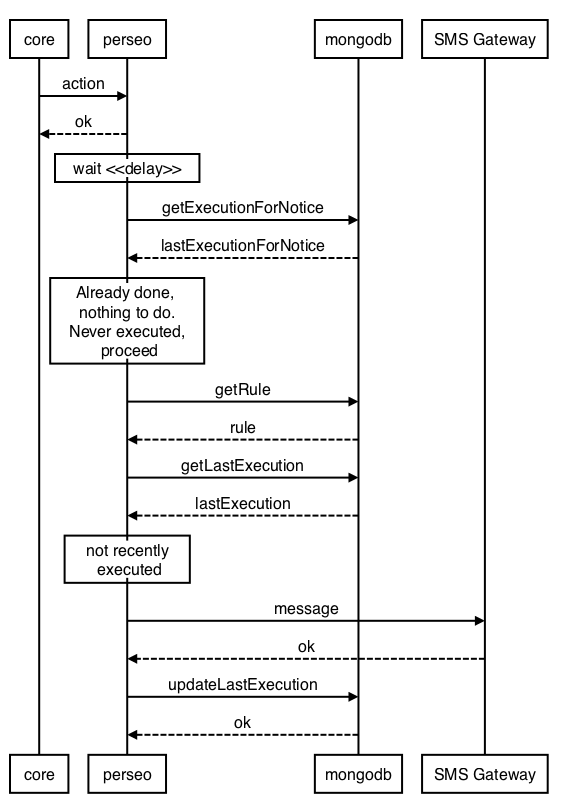 core
perseo
mongodb
SMS Gateway
action
ok
wait <<delay>>
getExecutionForNotice
lastExecutionForNotice
Already done,
nothing to do.
Never executed,
proceed
getRule
rule
getLastExecution
lastExecution
not recently
executed
message
ok
updateLastExecution
ok
core
perseo
mongodb
SMS Gateway